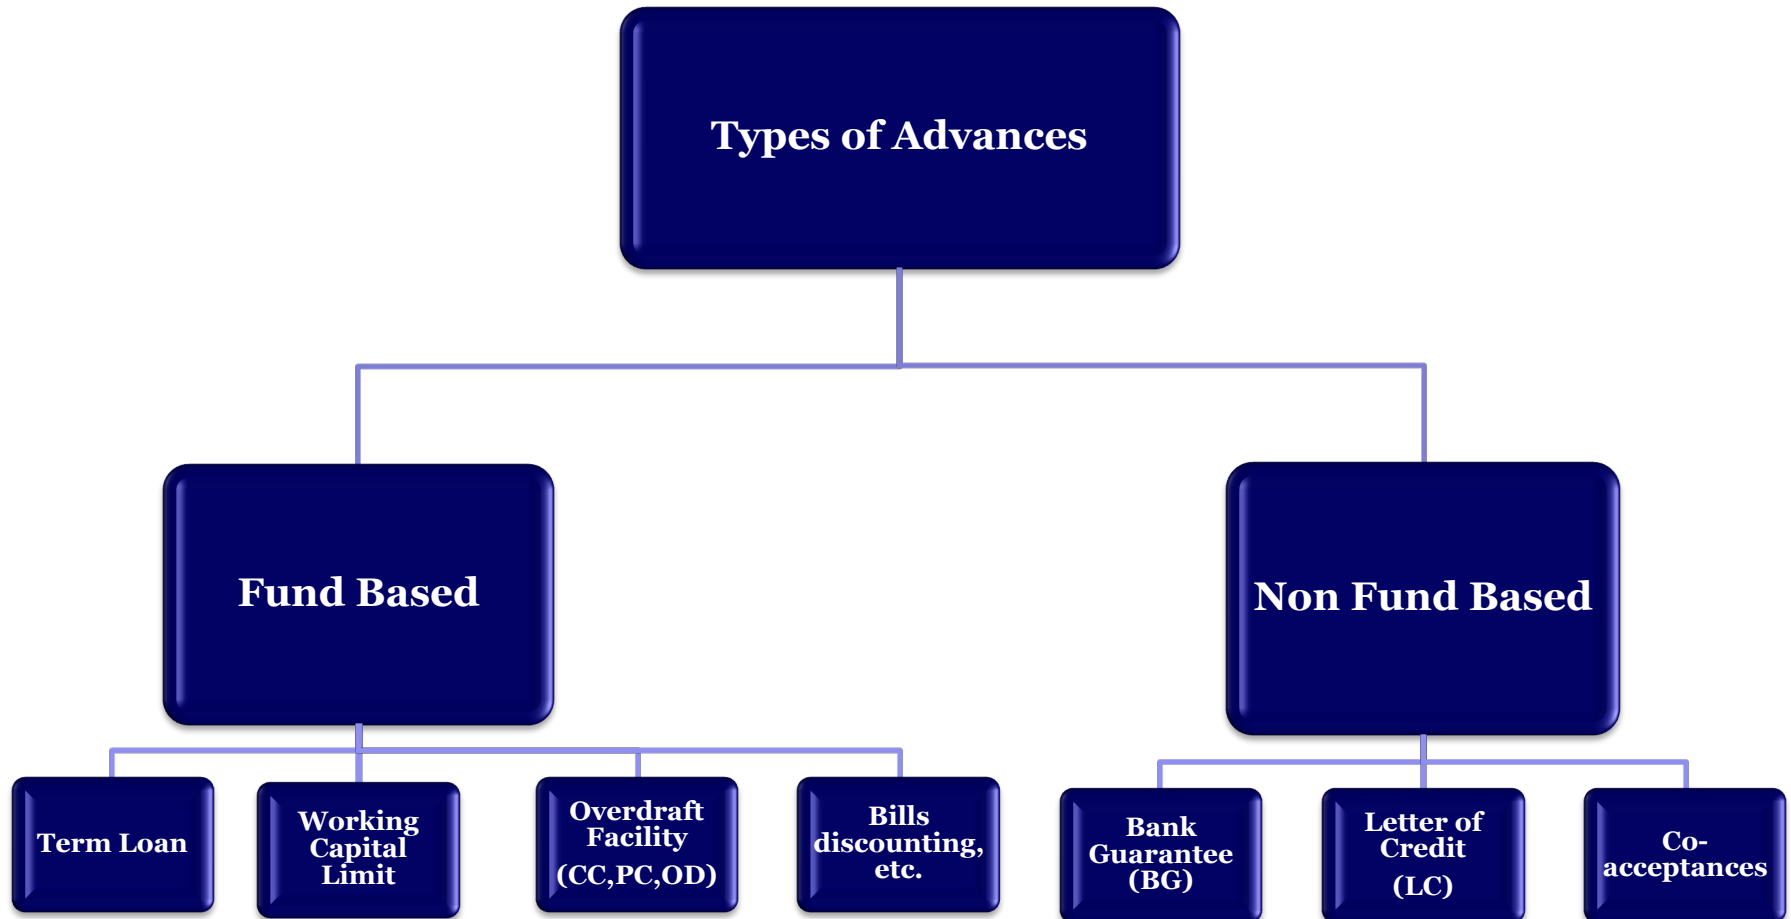 Types of Advances
Fund Based
Non Fund Based
Term Loan
Working
Capital
Limit
Overdraft
Facility
(CC,PC,OD)
Bills
discounting,
etc.
Bank
Guarantee
(BG)
Letter of
Credit
(LC)
Co-
acceptances